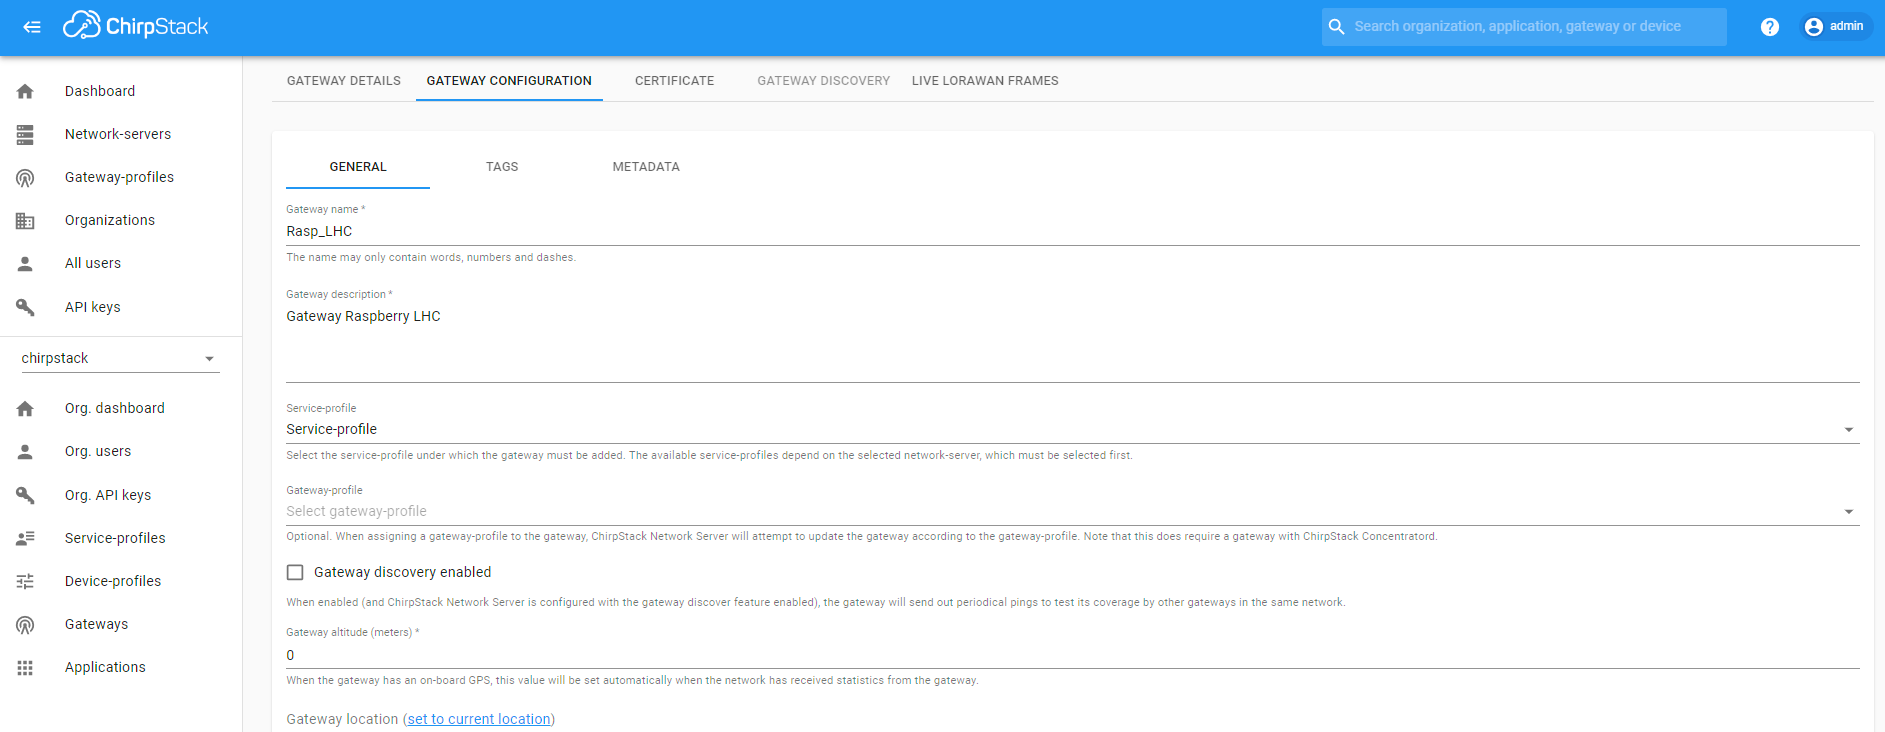 ChirpStack
Search organization, application, gateway or device
? admin
Dashboard
Network-servers
Gateway-profiles
Organizations
All users
API keys
chirpstack
Org. dashboard
Org. users
Org. API keys
Service-profiles
Device-profiles
Gateways
Applications
GATEWAY DETAILS GATEWAY CONFIGURATION CERTIFICATE GATEWAY DISCOVERY LIVE LORAWAN FRAMES
GENERAL TAGS METADATA
Gateway name *
Rasp_LHC
The name may only contain words, numbers and dashes.
Gateway description *
Gateway Raspberry LHC
Service-profile
Service-profile
Select the service-profile under which the gateway must be added. The available service-profiles depend on the selected network-server, which must be selected first.
Gateway-profile
Select gateway-profile
Optional. When assigning a gateway-profile to the gateway, ChirpStack Network Server will attempt to update the gateway according to the gateway-profile. Note that this does require a gateway with ChirpStack Concentratord.
Gateway discovery enabled
When enabled (and ChirpStack Network Server is configured with the gateway discover feature enabled), the gateway will send out periodical pings to test its coverage by other gateways in the same network.
Gateway altitude (meters) *
0
When the gateway has an on-board GPS, this value will be set automatically when the network has received statistics from the gateway.
Gateway location (set to current location)